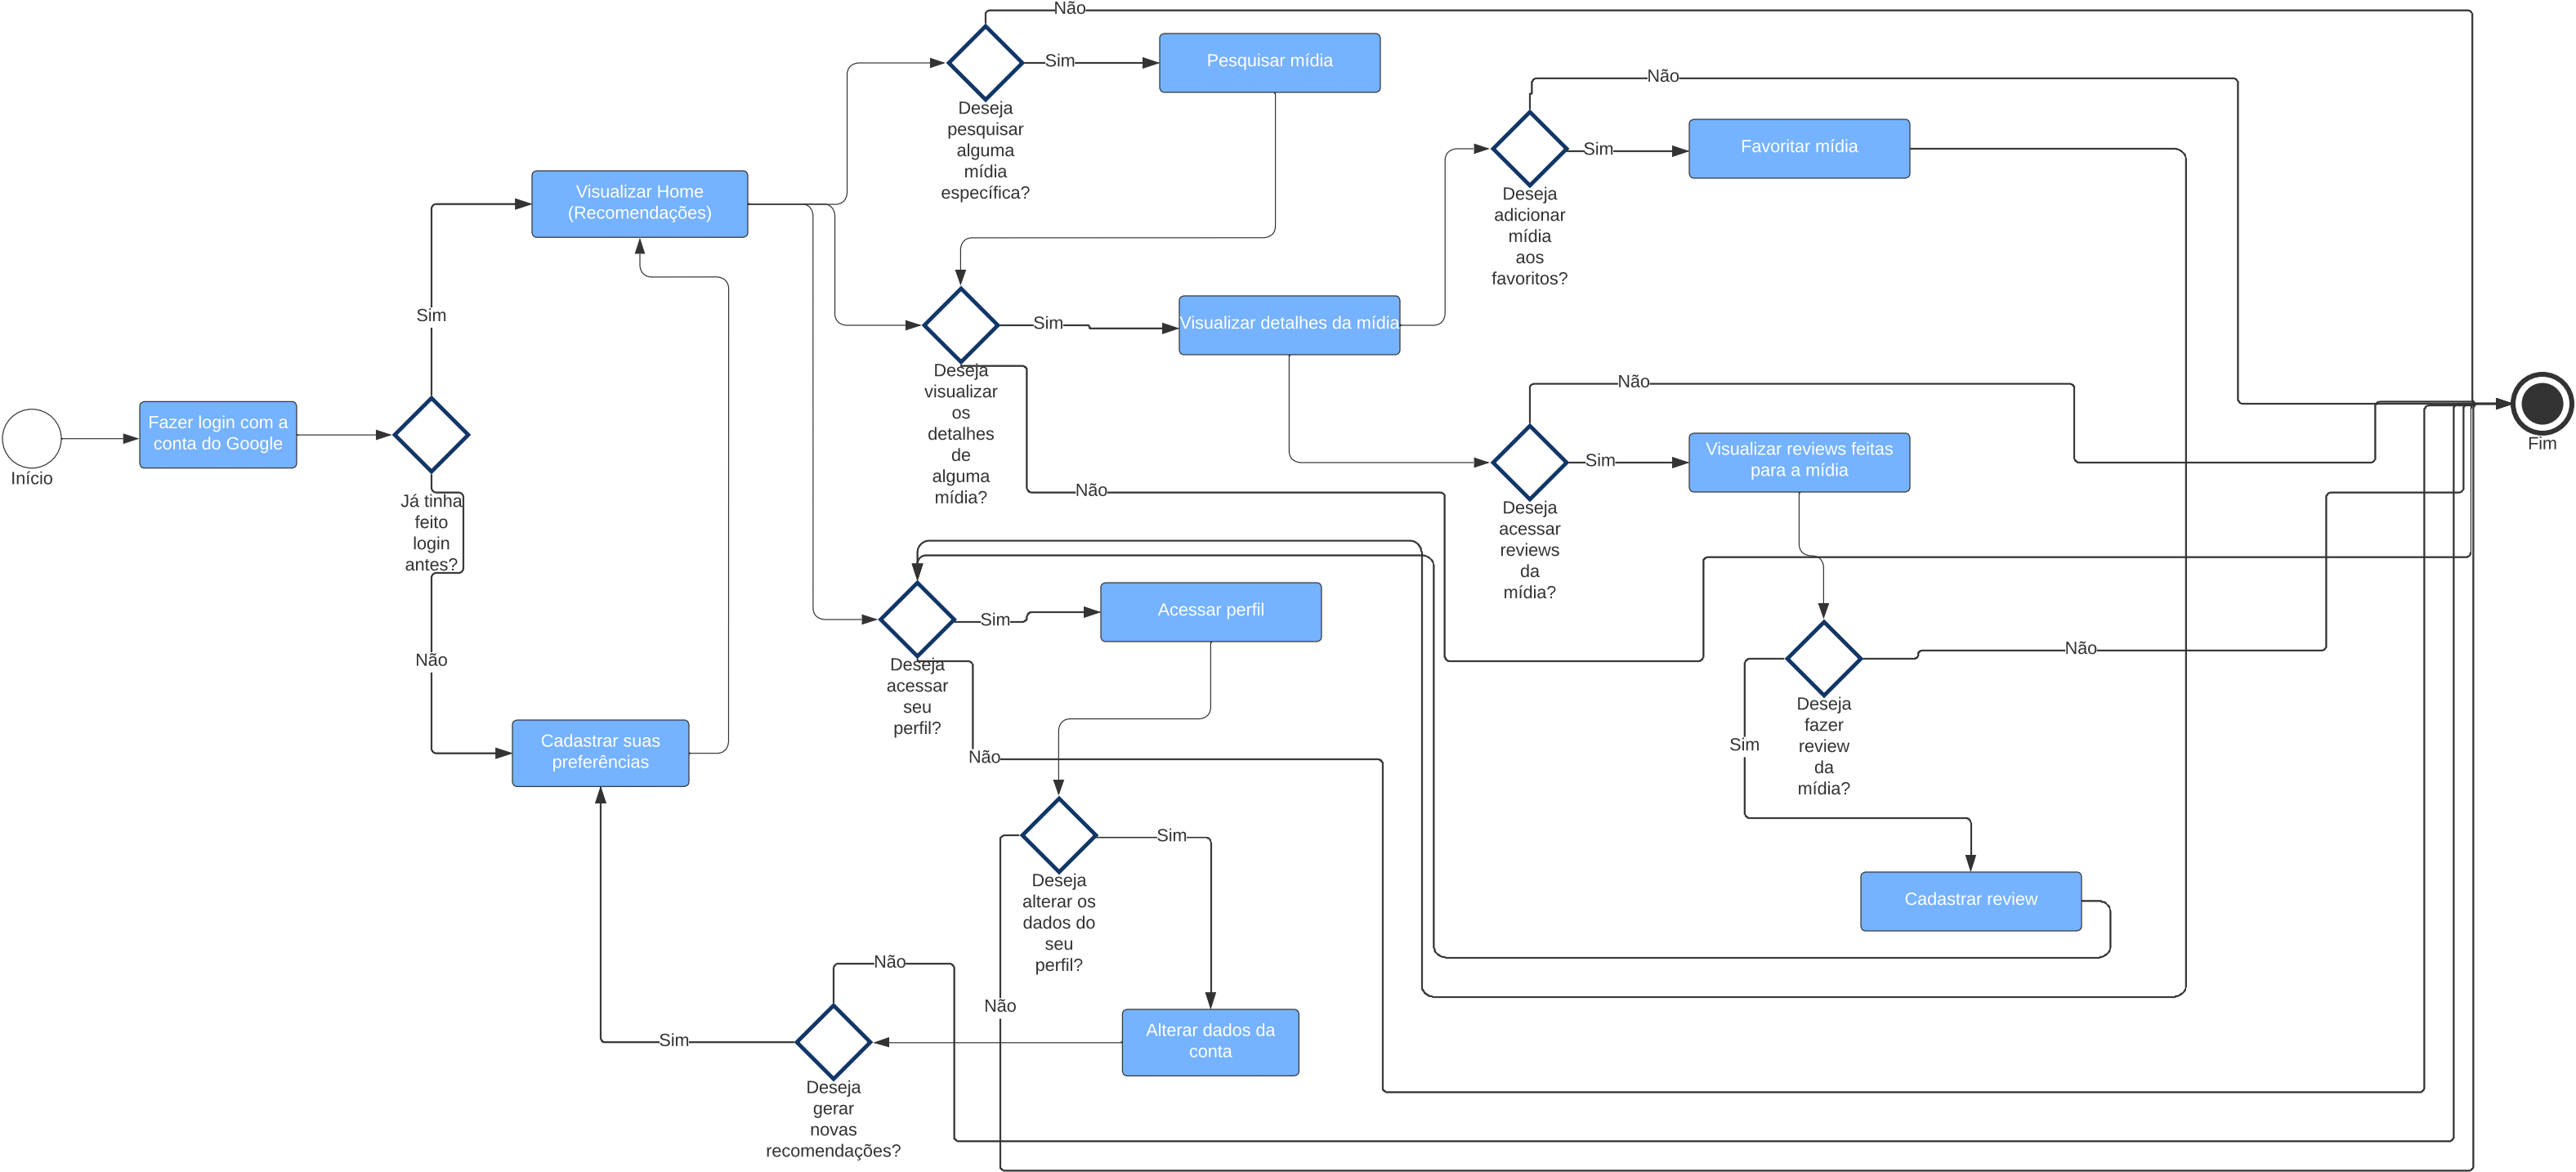 Não
Sim
Pesquisar mídia
Deseja
pesquisar
alguma
mídia
específica?
Não
Sim
Favoritar mídia
Deseja
adicionar
mídia
aos
favoritos?
Visualizar Home
(Recomendações)
Sim
Sim
Visualizar detalhes da mídia
Deseja
visualizar
os
detalhes
de
alguma
mídia?
Não
Não
Sim
Visualizar reviews feitas
para a mídia
Deseja
acessar
reviews
da
mídia?
Fim
Início
Fazer login com a
conta do Google
Já tinha
feito
login
antes?
Não
Cadastrar suas
preferências
Sim
Acessar perfil
Deseja
acessar
seu
perfil?
Não
Não
Deseja
fazer
review
da
mídia?
Sim
Cadastrar review
Sim
Deseja
alterar os
dados do
seu
perfil?
Não
Não
Sim
Alterar dados da
conta
Deseja
gerar
novas
recomendações?